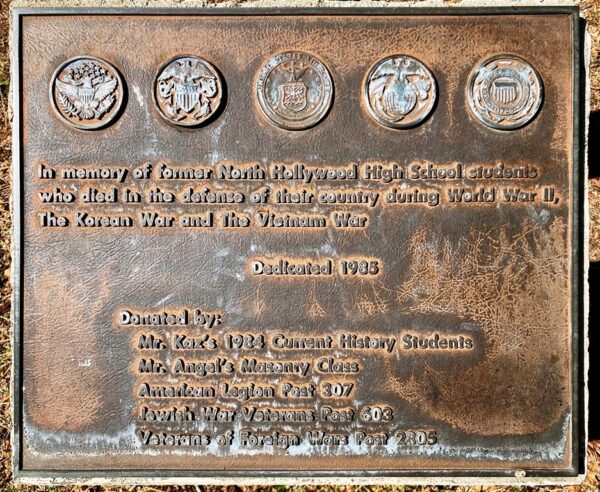 In memory of former North Hollywood High School students
who died in the defense of their country during World War II,
The Korean War and the Vietnam War
Dedicated 1985
Donated by:
Mr. Kaz's 1984 Current History Students
Mr. Angel's Masonry Class
American Legion Post 307
Jewish War Veterans Post 603
Veterans of Foreign Wars Post 2805